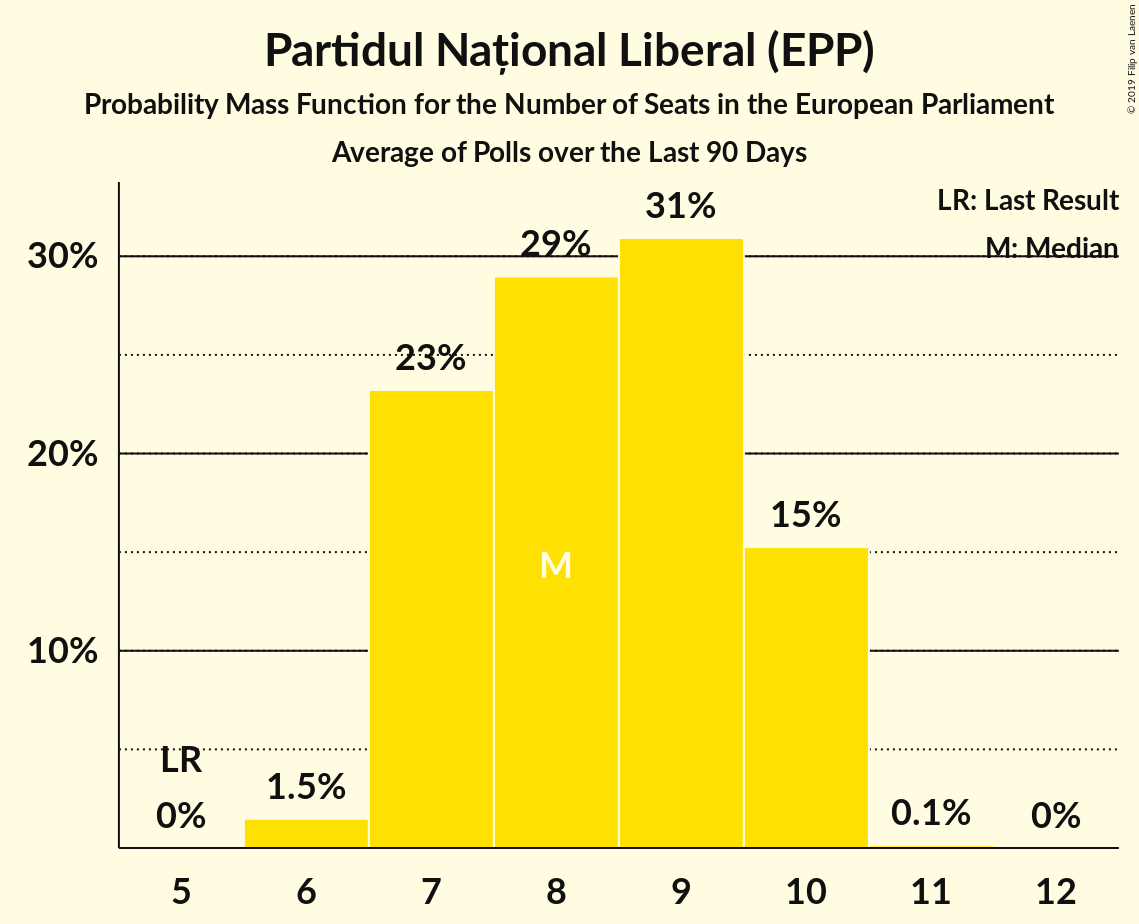 Partidul Național Liberal (EPP)
Probability Mass Function for the Number of Seats in the European Parliament
Average of Polls over the Last 90 Days
© 2019 Filip van Laenen
LR: Last Result
M: Median
30%
20%
10%
0%
LR
1.5%
23%
29%
M
31%
15%
0.1%
0%
5 6 7 8 9 10 11 12